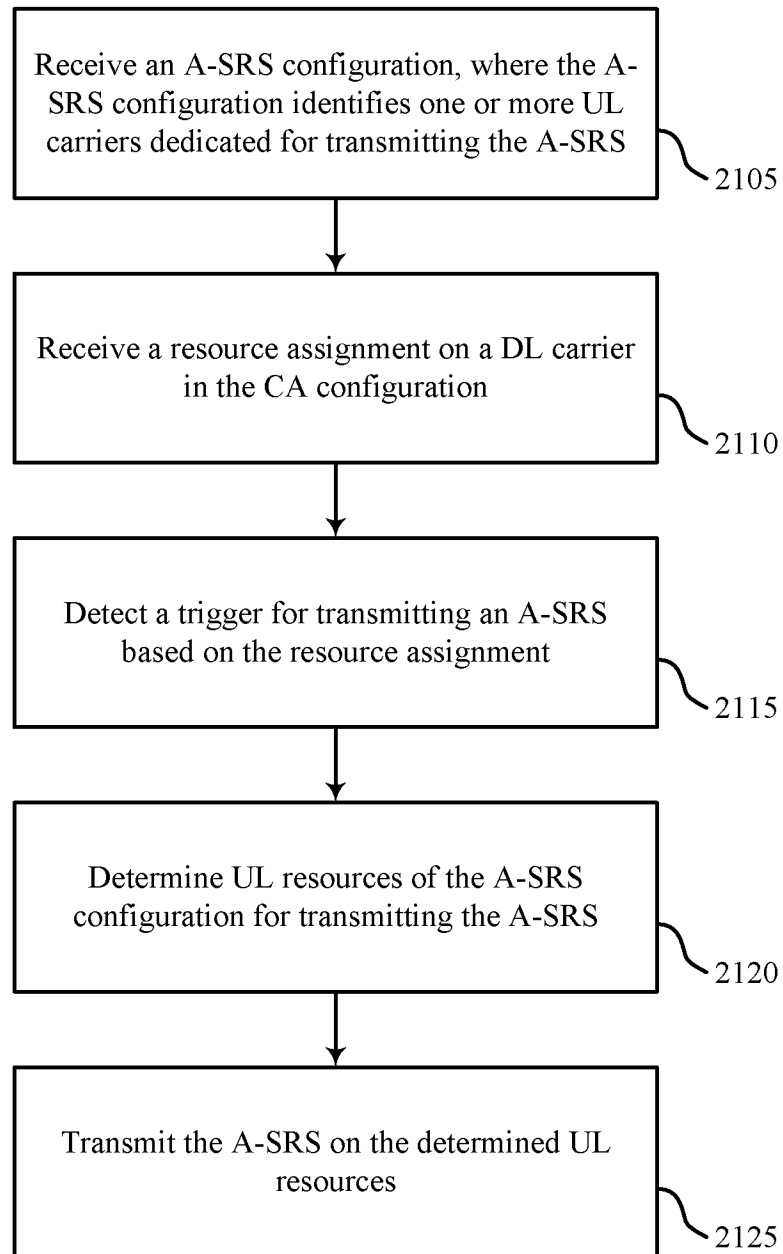 Receive an A-SRS configuration, where the A-
SRS configuration identifies one or more UL
carriers dedicated for transmitting the A-SRS
2105
Receive a resource assignment on a DL carrier
in the CA configuration
2110
Detect a trigger for transmitting an A-SRS
based on the resource assignment
2115
Determine UL resources of the A-SRS
configuration for transmitting the A-SRS
2120
Transmit the A-SRS on the determined UL
resources
2125